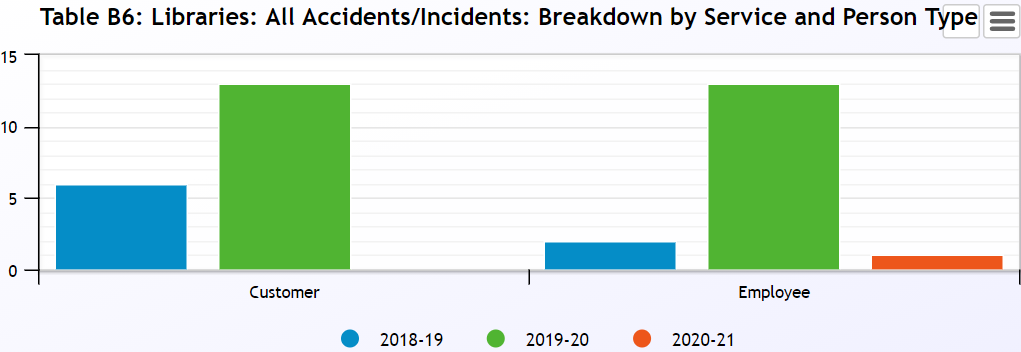 Table B6: Libraries: All Accidents/Incidents: Breakdown by Service and Person Type
15
10
5
0
Customer Employee
2018-19 2019-20 2020-21